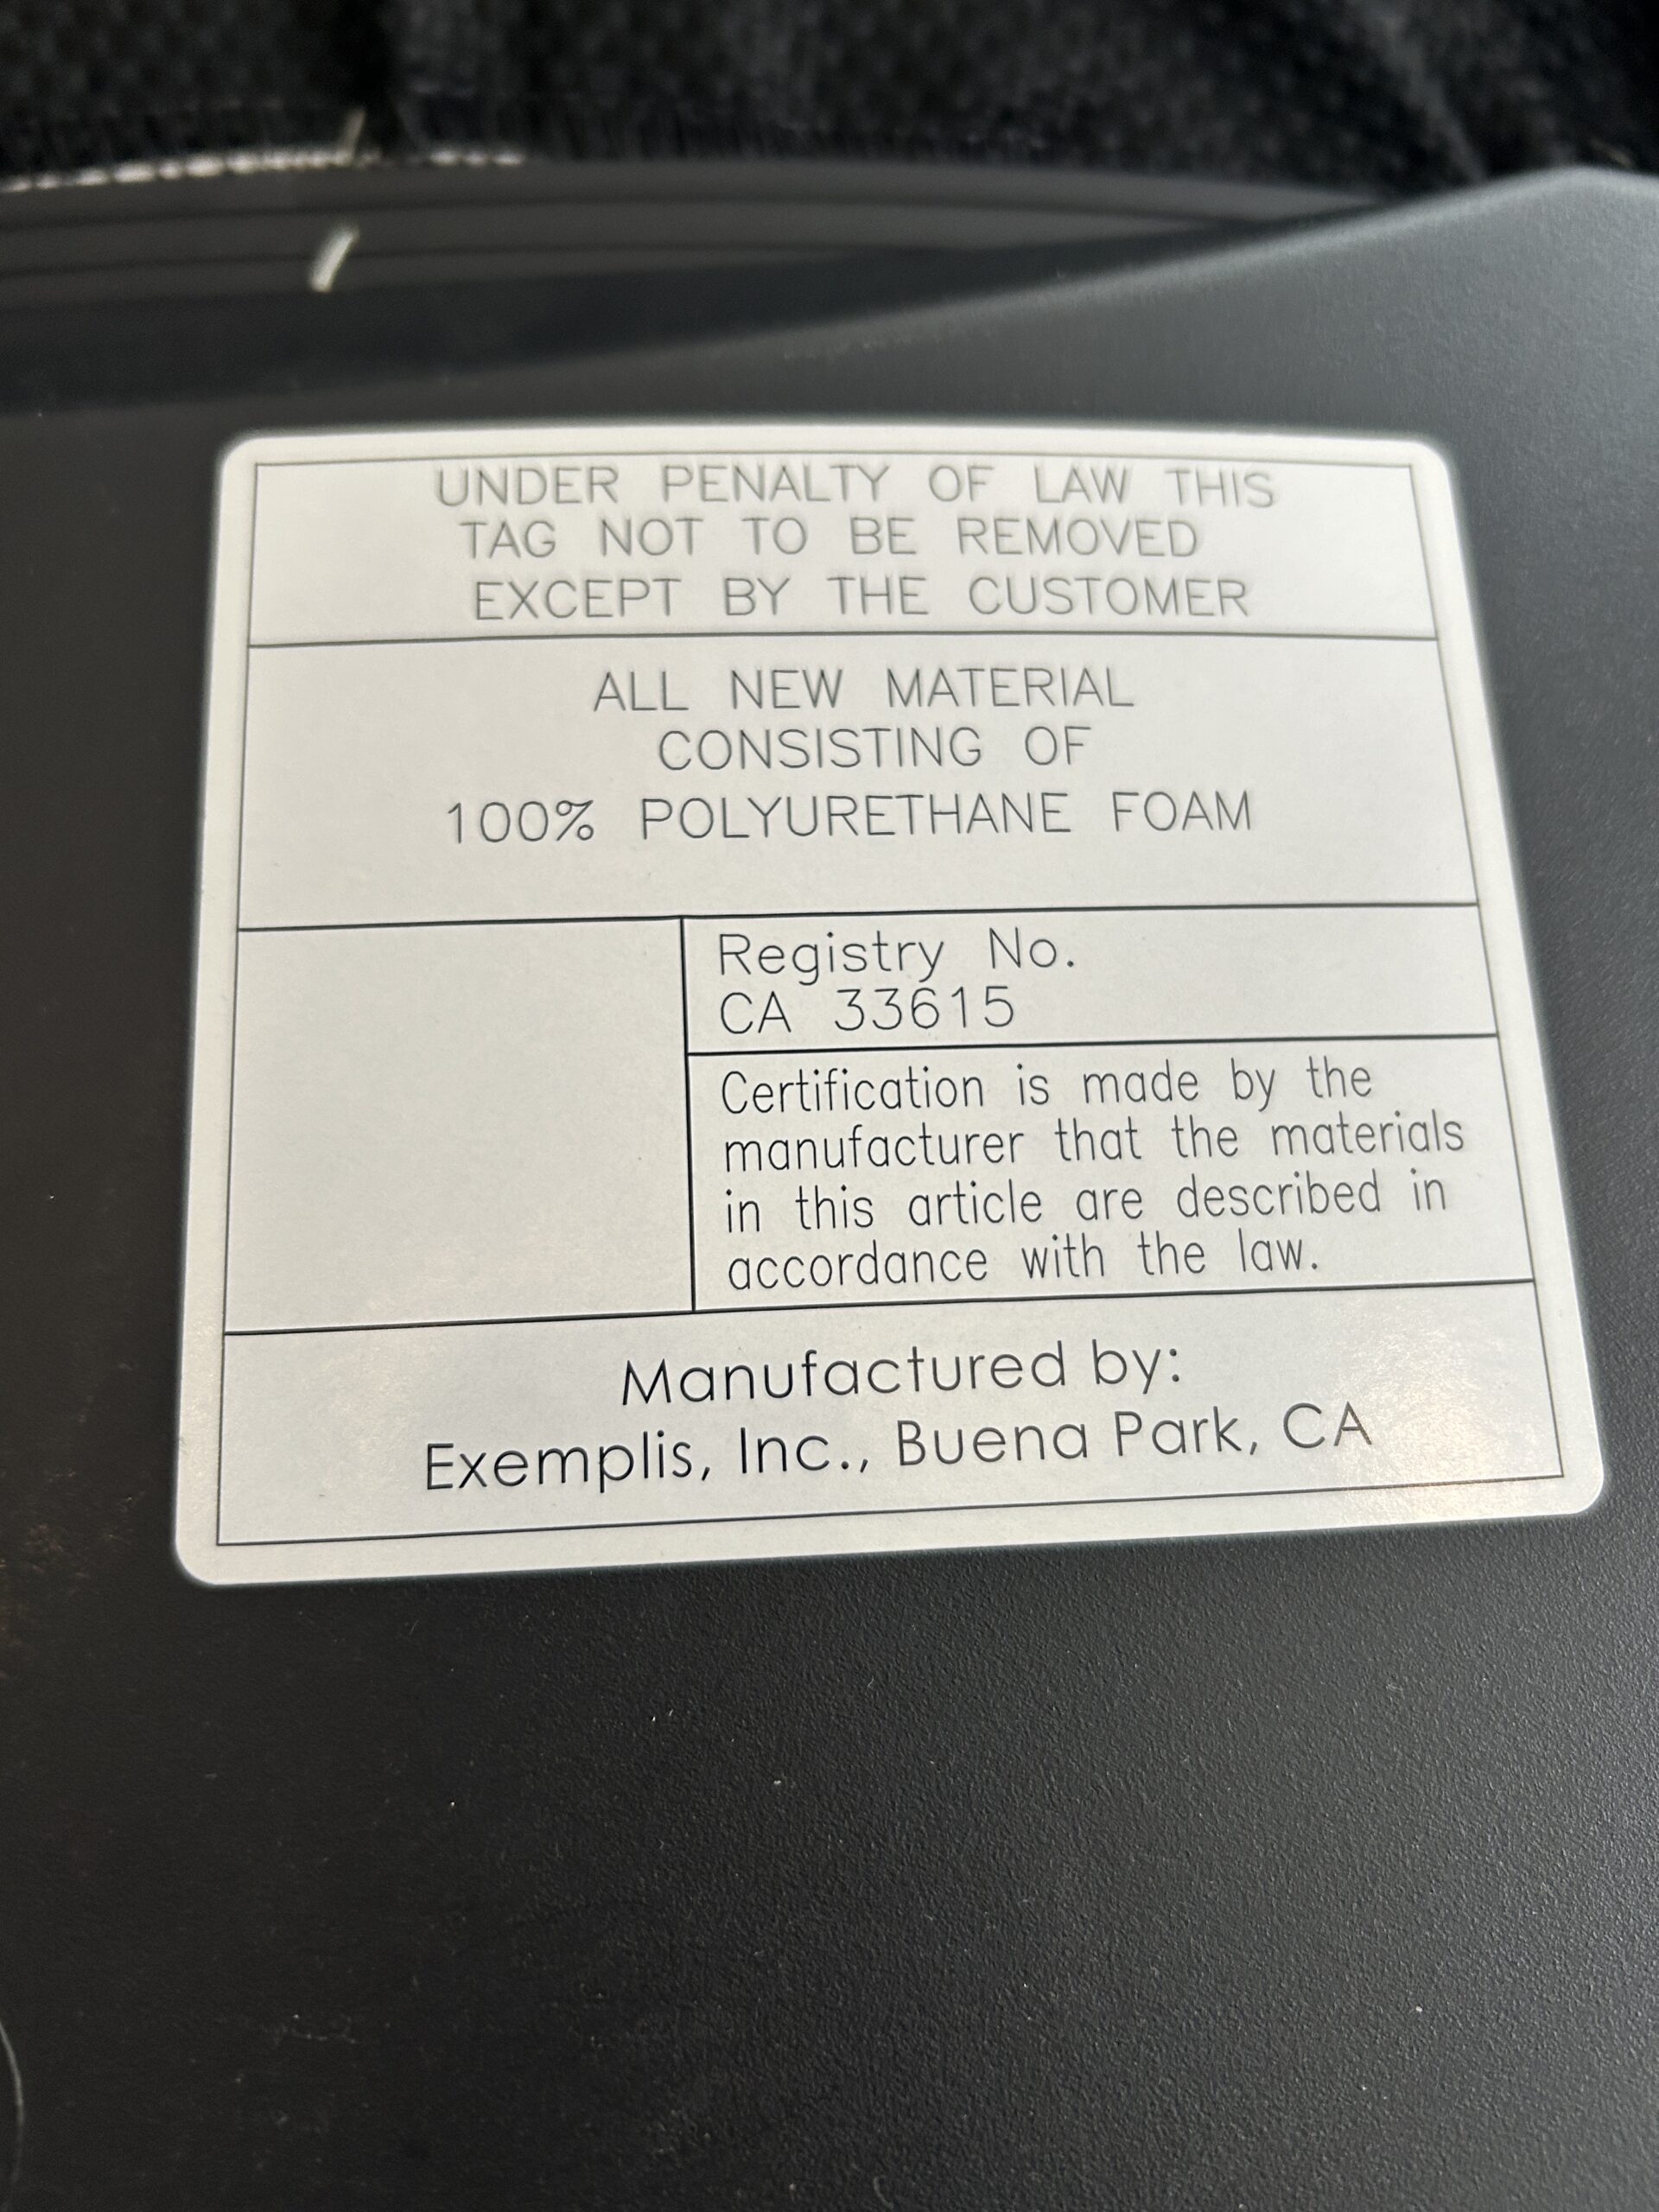 UNDER PENALTY OF LAW THIS
TAG NOT TO BE REMOVED
EXCEPT BY THE CUSTOMER
ALL NEW MATERIAL
CONSISTING OF
100% POLYURETHANE FOAM
Registry No.
CA 33615
Certification is made by the
manufacturer that the materials
in this article are described in
accordance with the law.
Manufactured by:
Exemplis, Inc., Buena Park, CA